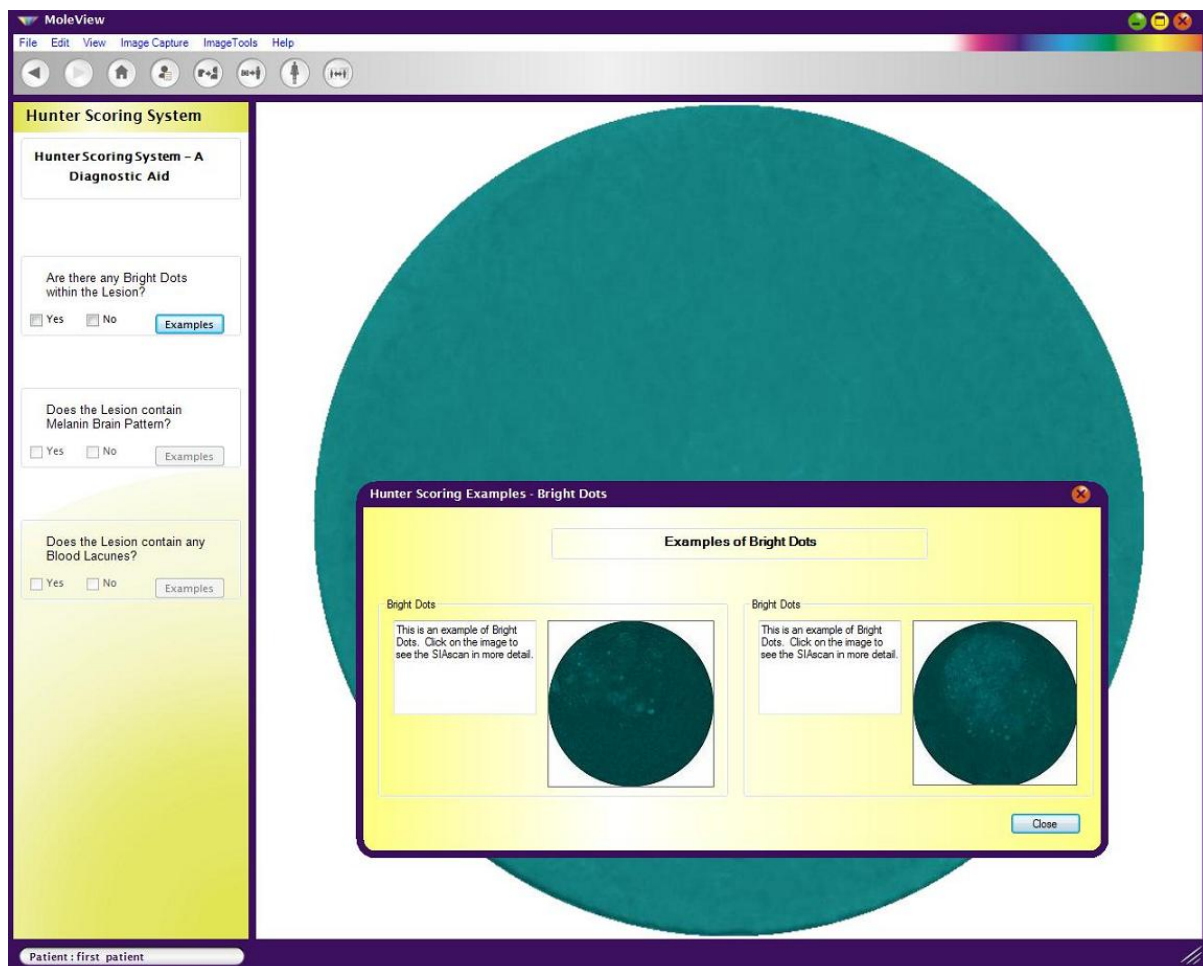 MoleView
File Edit View Image Capture ImageTools Help
Hunter Scoring System
Hunter Scoring System – A
Diagnostic Aid
Are there any Bright Dots
within the Lesion?
Yes No Examples
Does the Lesion contain
Melanin Brain Pattern?
Yes No Examples
Does the Lesion contain any
Blood Lacunes?
Yes No Examples
Hunter Scoring Examples - Bright Dots
Examples of Bright Dots
Bright Dots
This is an example of Bright
Dots. Click on the image to
see the SIAscan in more detail.
Bright Dots
This is an example of Bright
Dots. Click on the image to
see the SIAscan in more detail.
Close
Patient : first patient